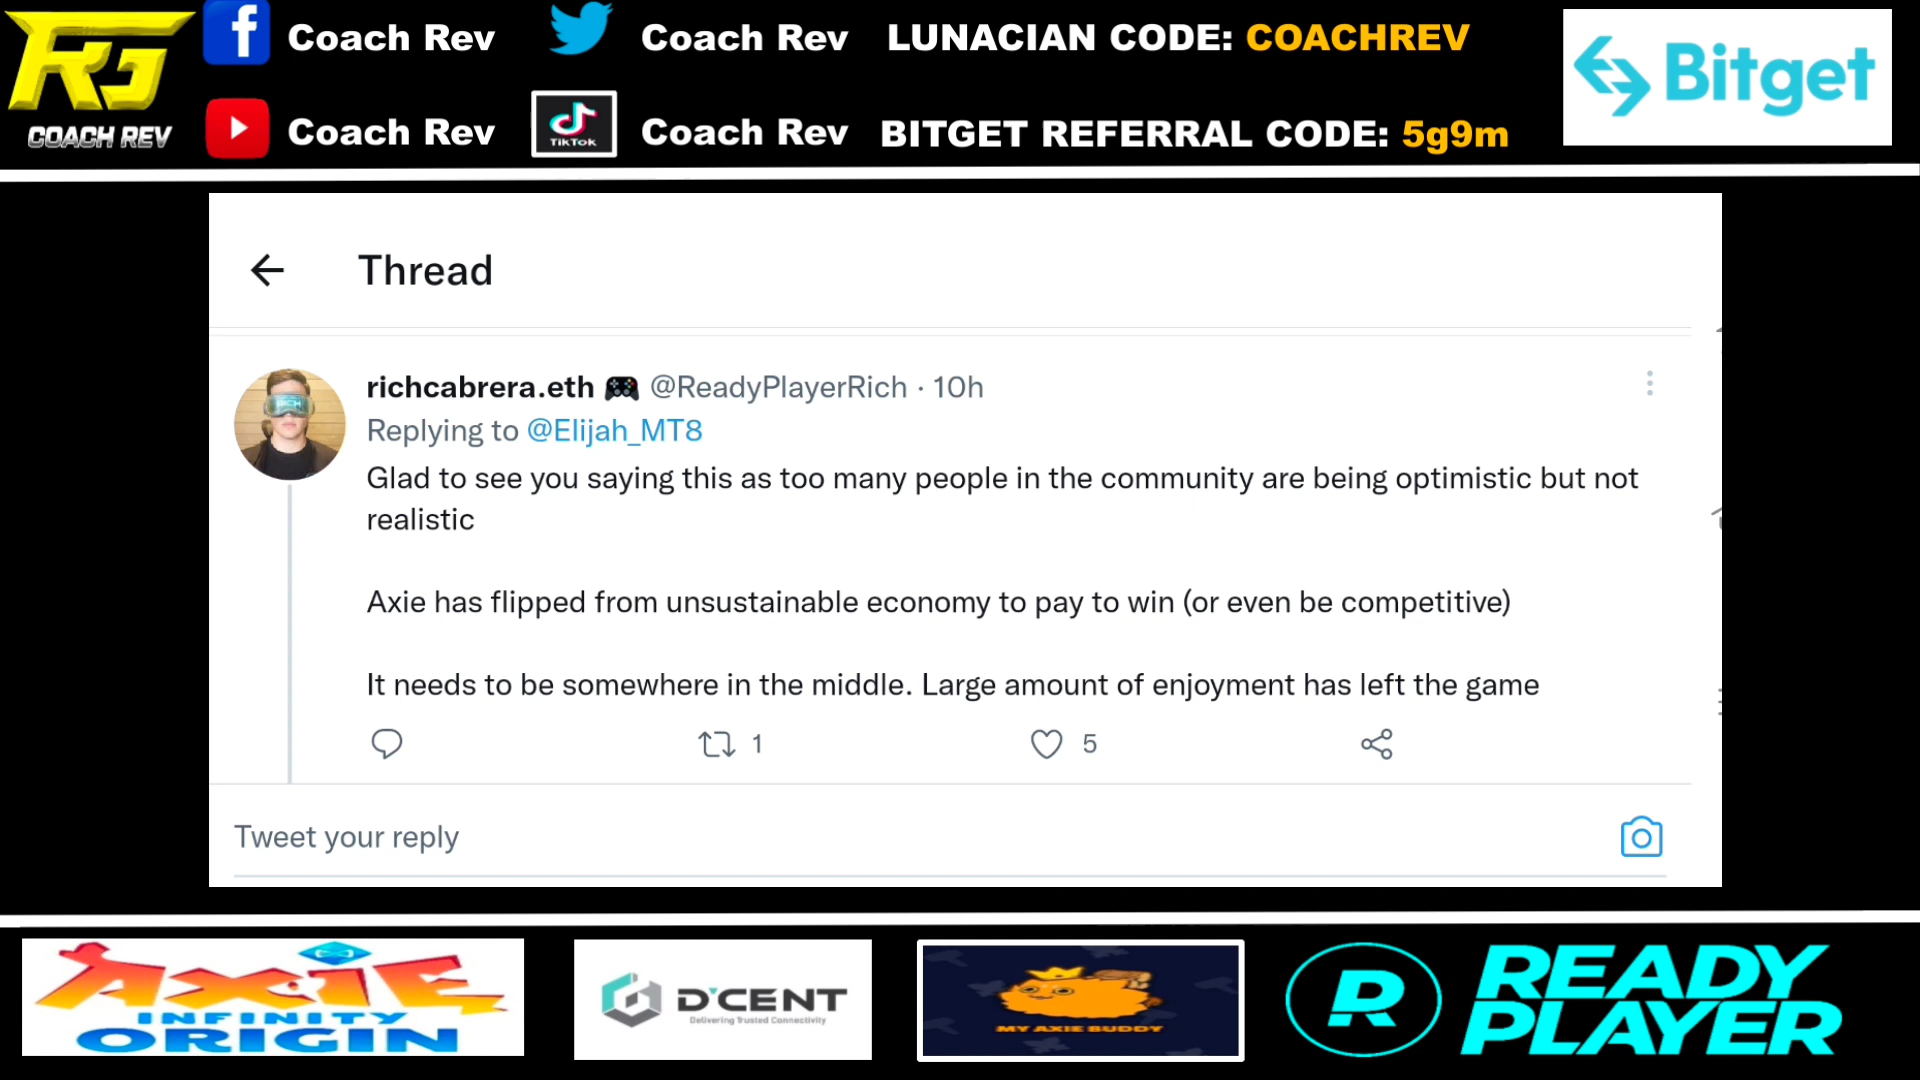 Coach Rev
Coach Rev
LUNACIAN CODE: COACHREV
Bitget
COACH REV
Coach Rev
TikTok
Coach Rev
BITGET REFERRAL CODE: 5g9m
Thread
richcabrera.eth 🎮 @ReadyPlayerRich · 10h
Replying to @Elijah_MT8
Glad to see you saying this as too many people in the community are being optimistic but not
realistic
Axie has flipped from unsustainable economy to pay to win (or even be competitive)
It needs to be somewhere in the middle. Large amount of enjoyment has left the game
1
5
Tweet your reply
AXIE
INFINITY
ORIGIN
D'CENT
Delivering Trusted Connectivity
MY AXIE BUDDY
R
READY
PLAYER